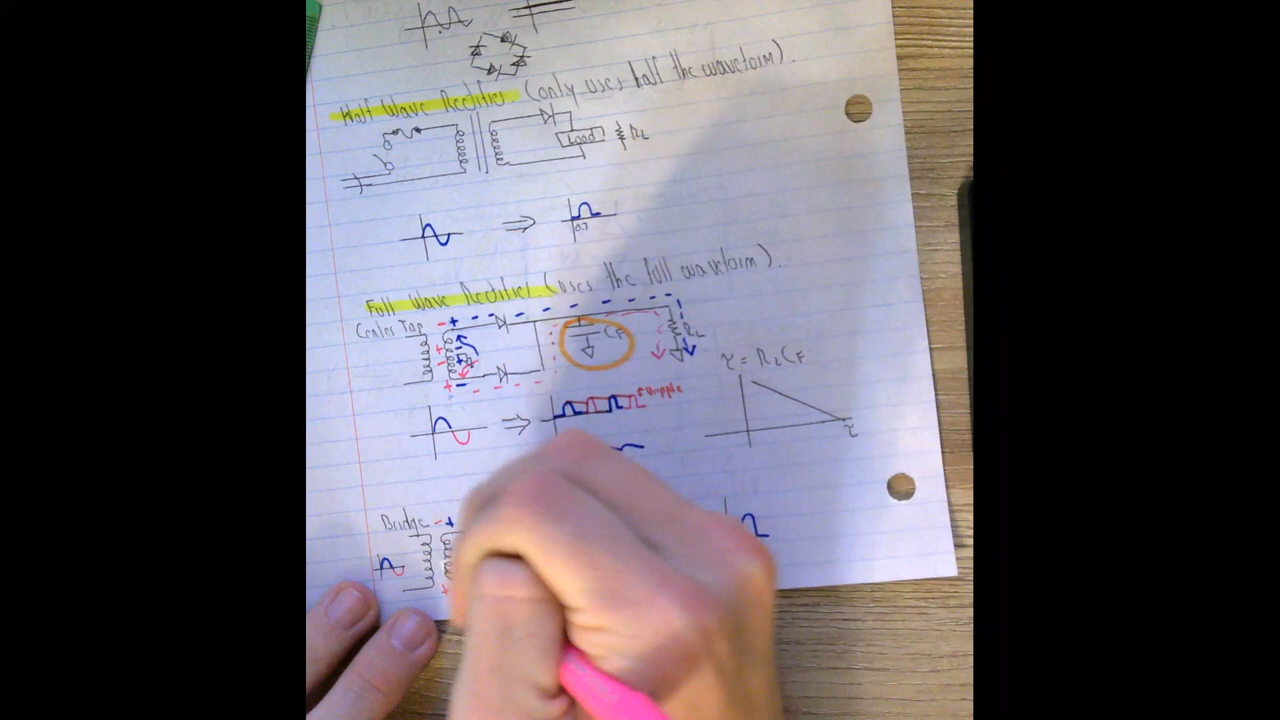 Half Wave Rectifier. (only uses half the waveform).
Load RL
0.7
Full Wave Rectifier. (uses the full waveform).
Center Tap - +
+ CF RL
+ -
τ = RLCF
Vripple
τ
Bridge - +
+